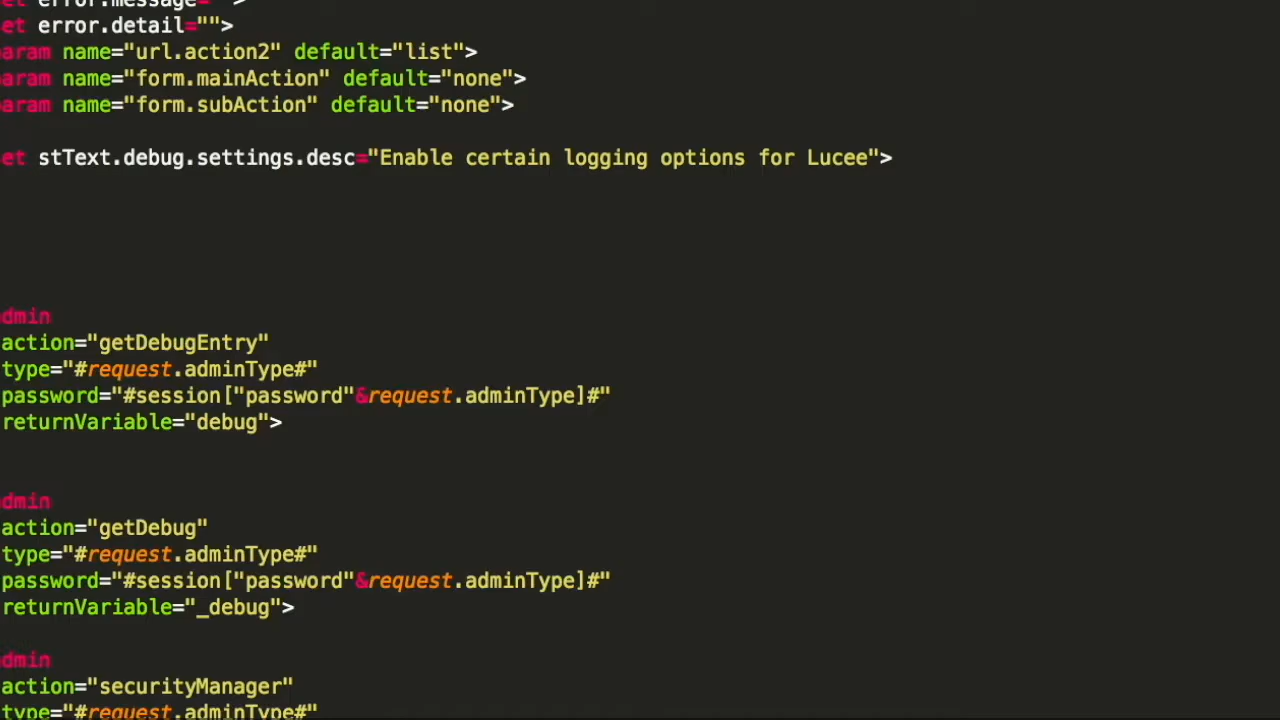 et error.message="">
et error.detail="">
aram name="url.action2" default="list">
aram name="form.mainAction" default="none">
aram name="form.subAction" default="none">
et stText.debug.settings.desc="Enable certain logging options for Lucee">
dmin
action="getDebugEntry"
type="#request.adminType#"
password="#session["password"&request.adminType]#"
returnVariable="debug">
dmin
action="getDebug"
type="#request.adminType#"
password="#session["password"&request.adminType]#"
returnVariable="_debug">
dmin
action="securityManager"
type="#request.adminType#"